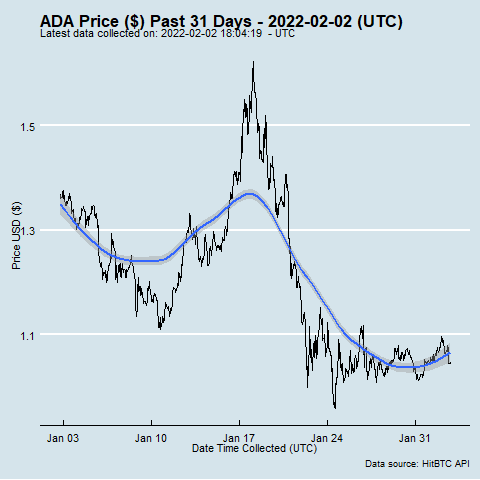 ADA Price ($) Past 31 Days - 2022-02-02 (UTC)
Latest data collected on: 2022-02-02 18:04:19 - UTC
1.5
1.3
1.1
Price USD ($)
Jan 03 Jan 10 Jan 17 Jan 24 Jan 31
Date Time Collected (UTC)
Data source: HitBTC API